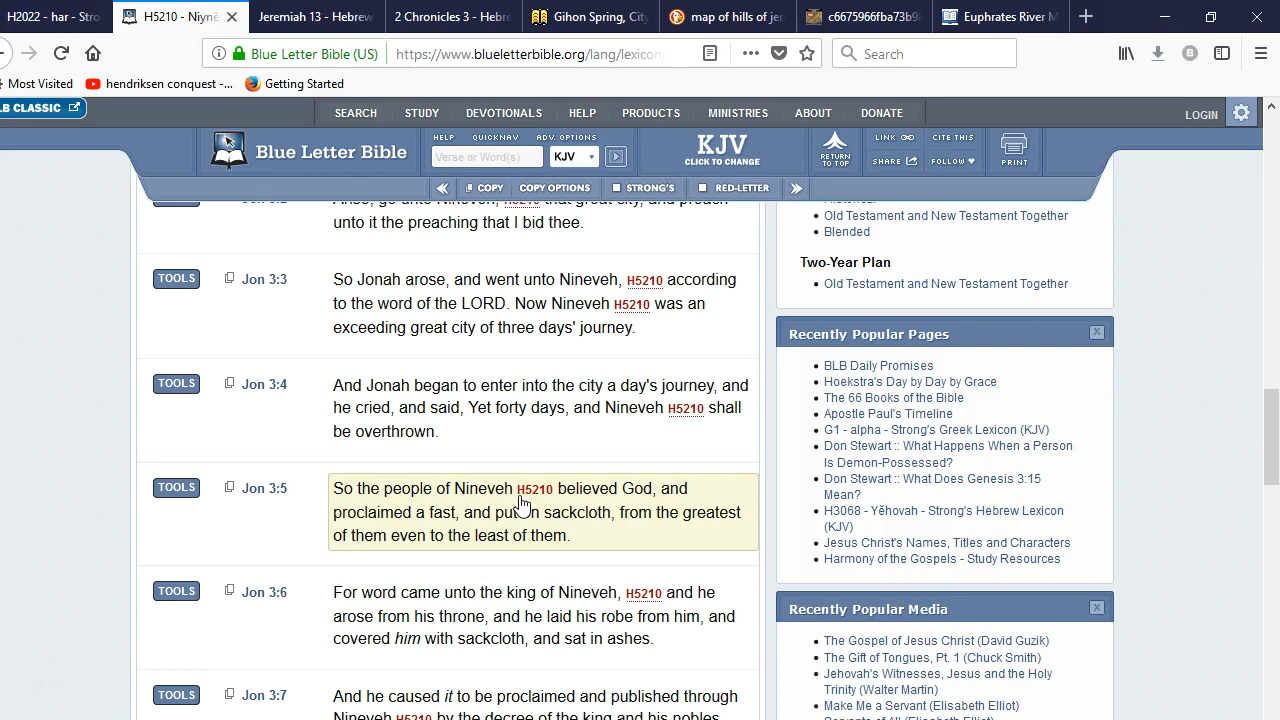 H2022 - har - Stro
H5210 - Niynĕ
Jeremiah 13 - Hebrew
2 Chronicles 3 - Hebre
Gihon Spring, City
map of hills of jer
c6675966fba73b98
Euphrates River M
Blue Letter Bible (US)
https://www.blueletterbible.org/lang/lexicon
Search
Most Visited
hendriksen conquest -...
Getting Started
LB CLASSIC
SEARCH
STUDY
DEVOTIONALS
HELP
PRODUCTS
MINISTRIES
ABOUT
DONATE
LOGIN
Blue Letter Bible
HELP
QUICKNAV
ADV. OPTIONS
Verse or Word(s)
KJV
KJV
CLICK TO CHANGE
RETURN
TO TOP
LINK
CITE THIS
SHARE
FOLLOW
PRINT
COPY
COPY OPTIONS
STRONG'S
RED-LETTER
unto it the preaching that I bid thee.
TOOLS
Jon 3:3
So Jonah arose, and went unto Nineveh, H5210 according
to the word of the LORD. Now Nineveh H5210 was an
exceeding great city of three days' journey.
TOOLS
Jon 3:4
And Jonah began to enter into the city a day's journey, and
he cried, and said, Yet forty days, and Nineveh H5210 shall
be overthrown.
TOOLS
Jon 3:5
So the people of Nineveh H5210 believed God, and
proclaimed a fast, and put on sackcloth, from the greatest
of them even to the least of them.
TOOLS
Jon 3:6
For word came unto the king of Nineveh, H5210 and he
arose from his throne, and he laid his robe from him, and
covered him with sackcloth, and sat in ashes.
TOOLS
Jon 3:7
And he caused it to be proclaimed and published through
Nineveh H5210 by the decree of the king and his nobles
Old Testament and New Testament Together
Blended
Two-Year Plan
Old Testament and New Testament Together
Recently Popular Pages
BLB Daily Promises
Hoekstra's Day by Day by Grace
The 66 Books of the Bible
Apostle Paul's Timeline
G1 - alpha - Strong's Greek Lexicon (KJV)
Don Stewart :: What Happens When a Person
Is Demon-Possessed?
Don Stewart :: What Does Genesis 3:15
Mean?
H3068 - Yĕhovah - Strong's Hebrew Lexicon
(KJV)
Jesus Christ's Names, Titles and Characters
Harmony of the Gospels - Study Resources
Recently Popular Media
The Gospel of Jesus Christ (David Guzik)
The Gift of Tongues, Pt. 1 (Chuck Smith)
Jehovah's Witnesses, Jesus and the Holy
Trinity (Walter Martin)
Make Me a Servant (Elisabeth Elliot)